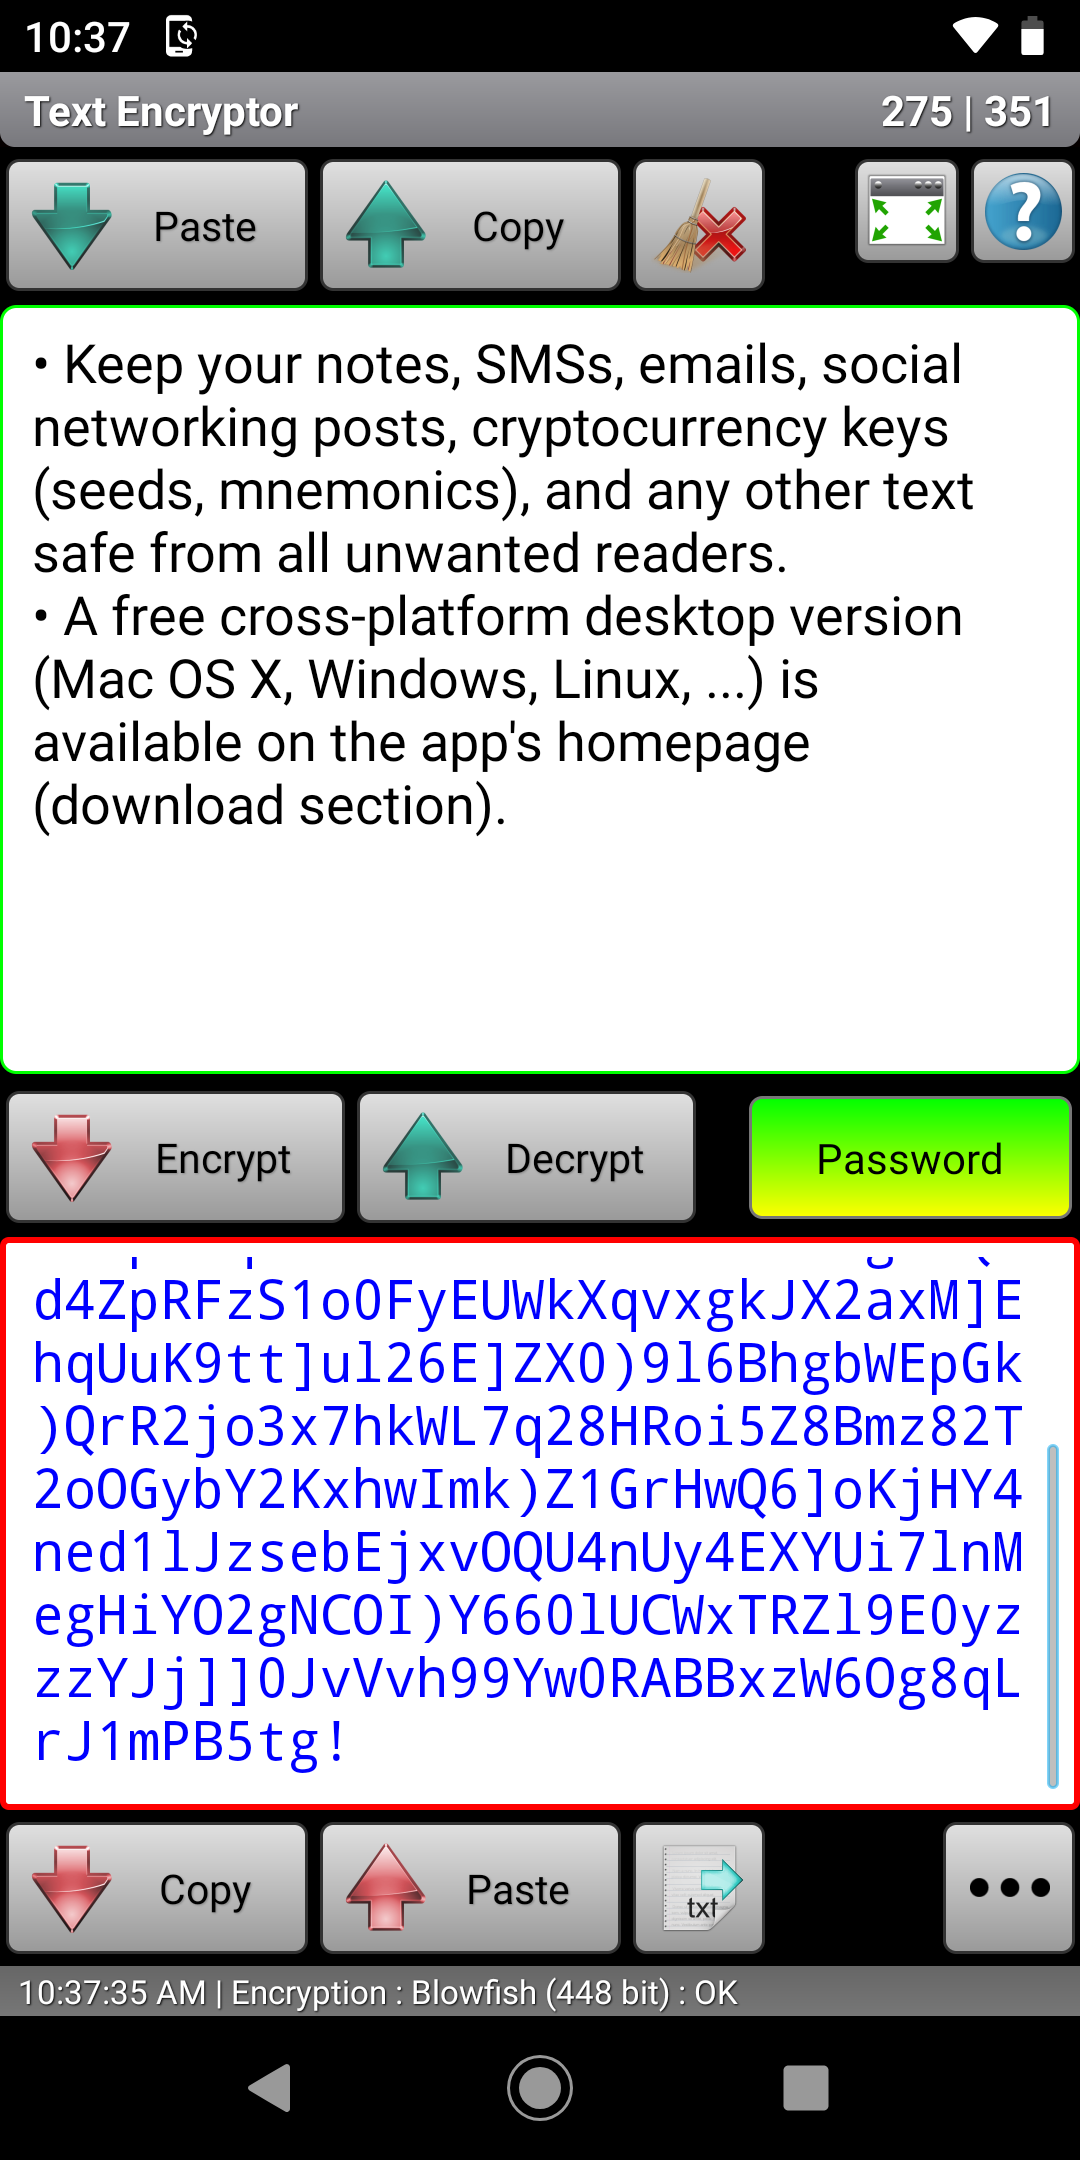 10:37
Text Encryptor 275 | 351
Paste Copy
• Keep your notes, SMSs, emails, social
networking posts, cryptocurrency keys
(seeds, mnemonics), and any other text
safe from all unwanted readers.
• A free cross-platform desktop version
(Mac OS X, Windows, Linux, ...) is
available on the app's homepage
(download section).
Encrypt Decrypt Password
d4ZpRFzS1o0FyEUWkXqvxgkJX2axM]E
hqUuK9tt]ul26E]ZX0)9l6BhgbWEpGk
)QrR2jo3x7hkWL7q28HRoi5Z8Bmz82T
2oOGybY2KxhwImk)Z1GrHwQ6]oKjHY4
ned1lJzsebEjxvOQU4nUy4EXYUi7lnM
egHiYO2gNCOI)Y660lUCWxTRZl9E0yz
zzYJj]]0JvVvh99Yw0RABBxzW6Og8qL
rJ1mPB5tg!
Copy Paste txt
10:37:35 AM | Encryption : Blowfish (448 bit) : OK